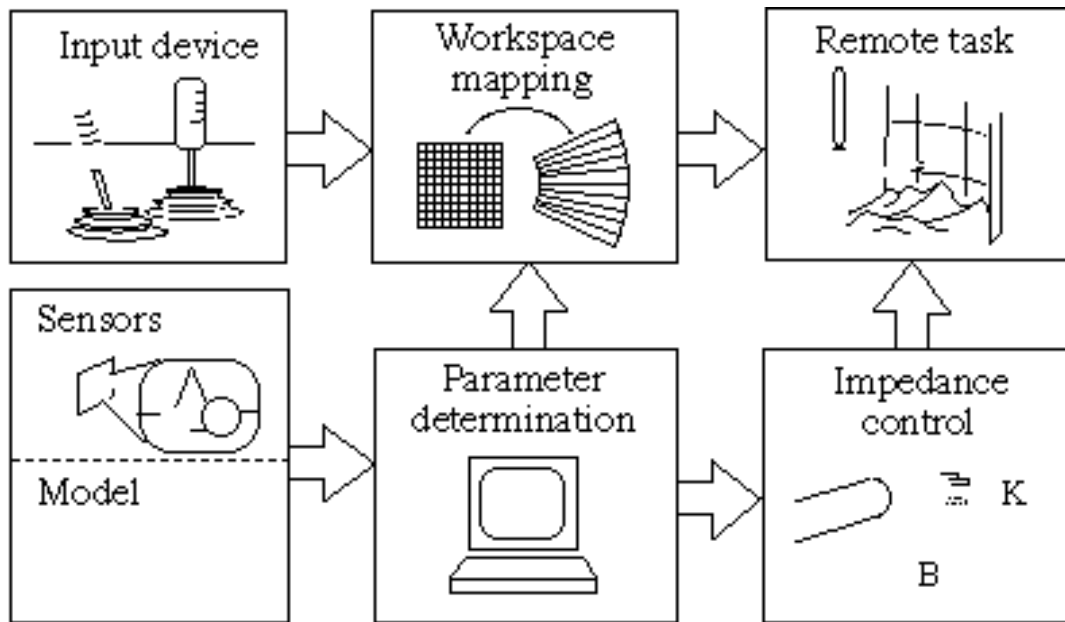 Input device
Workspace
mapping
Remote task
Sensors
Model
Parameter
determination
Impedance
control
K
B